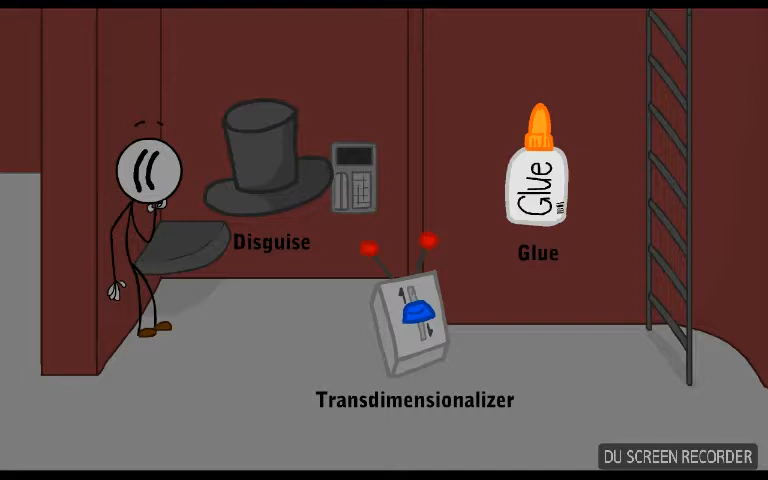 Disguise
Glue
Glue
Transdimensionalizer
DU SCREEN RECORDER